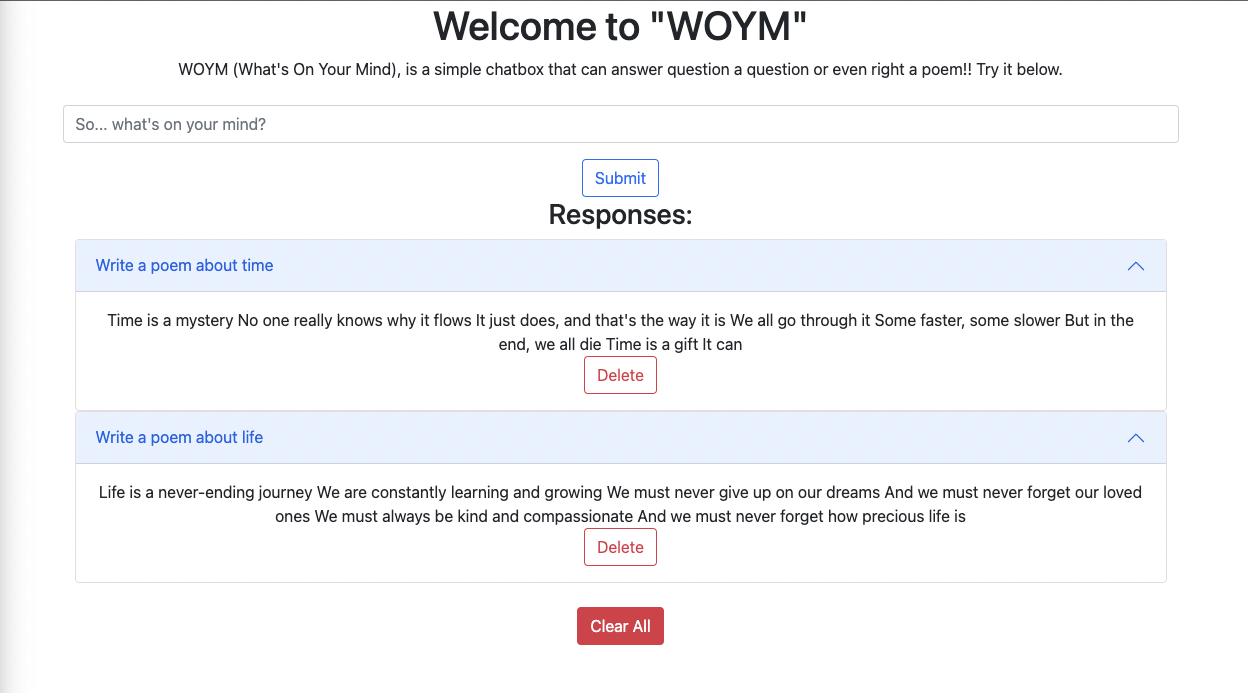 Welcome to "WOYM"
WOYM (What's On Your Mind), is a simple chatbox that can answer question a question or even right a poem!! Try it below.
So... what's on your mind?
Submit
Responses:
Write a poem about time
Time is a mystery No one really knows why it flows It just does, and that's the way it is We all go through it Some faster, some slower But in the
end, we all die Time is a gift It can
Delete
Write a poem about life
Life is a never-ending journey We are constantly learning and growing We must never give up on our dreams And we must never forget our loved
ones We must always be kind and compassionate And we must never forget how precious life is
Delete
Clear All